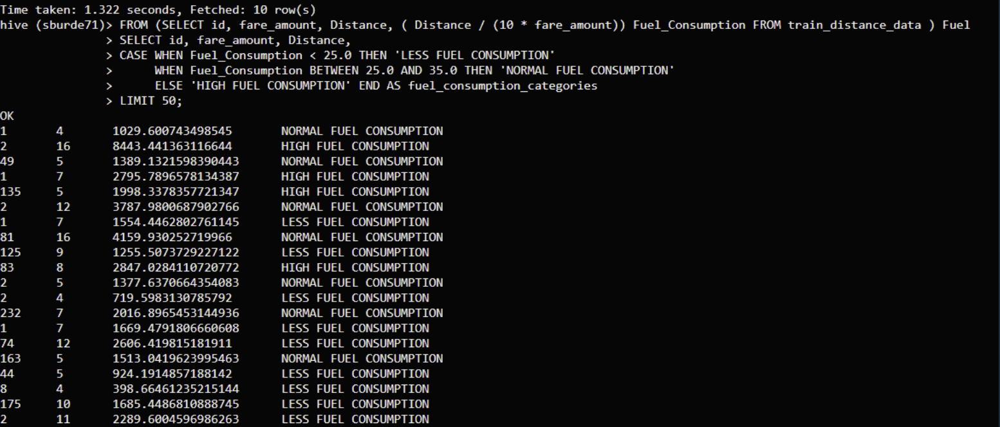 Time taken: 1.322 seconds, Fetched: 10 row(s)
hive (sburde71)> FROM (SELECT id, fare_amount, Distance, ( Distance / (10 * fare_amount)) Fuel_Consumption FROM train_distance_data ) Fuel
> SELECT id, fare_amount, Distance,
> CASE WHEN Fuel_Consumption < 25.0 THEN 'LESS FUEL CONSUMPTION'
> WHEN Fuel_Consumption BETWEEN 25.0 AND 35.0 THEN 'NORMAL FUEL CONSUMPTION'
> ELSE 'HIGH FUEL CONSUMPTION' END AS fuel_consumption_categories
> LIMIT 50;
OK
1 4 1029.600743498545 NORMAL FUEL CONSUMPTION
2 16 8443.441363116644 HIGH FUEL CONSUMPTION
49 5 1389.1321598390443 NORMAL FUEL CONSUMPTION
1 7 2795.7896578134387 HIGH FUEL CONSUMPTION
135 5 1998.3378357721347 HIGH FUEL CONSUMPTION
2 12 3787.9800687902766 NORMAL FUEL CONSUMPTION
1 7 1554.4462802761145 LESS FUEL CONSUMPTION
81 16 4159.930252719966 NORMAL FUEL CONSUMPTION
125 9 1255.5073729227122 LESS FUEL CONSUMPTION
83 8 2847.0284110720772 HIGH FUEL CONSUMPTION
2 5 1377.6370664354083 NORMAL FUEL CONSUMPTION
2 4 719.5983130785792 LESS FUEL CONSUMPTION
232 7 2016.8965453144936 NORMAL FUEL CONSUMPTION
1 7 1669.4791806660608 LESS FUEL CONSUMPTION
74 12 2606.419815181911 LESS FUEL CONSUMPTION
163 5 1513.0419623995463 NORMAL FUEL CONSUMPTION
44 5 924.1914857188142 LESS FUEL CONSUMPTION
8 4 398.66461235215144 LESS FUEL CONSUMPTION
175 10 1685.4486810888745 LESS FUEL CONSUMPTION
2 11 2289.6004596986263 LESS FUEL CONSUMPTION